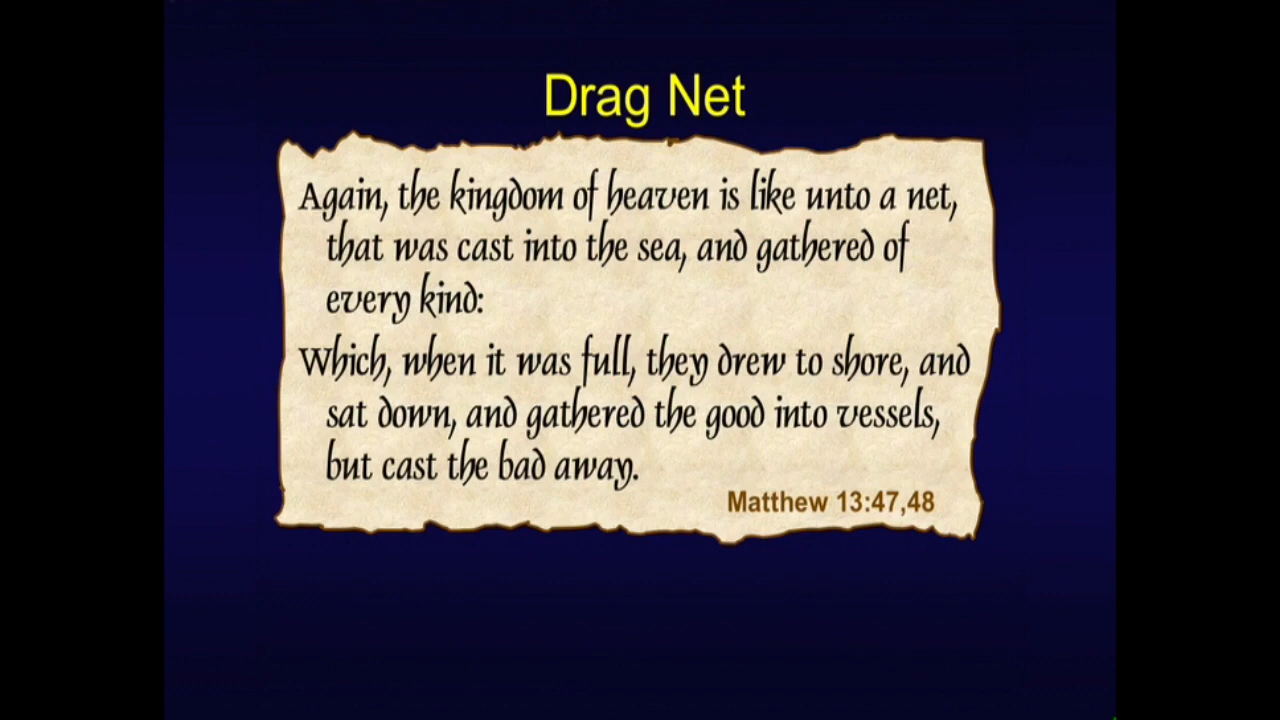 Drag Net
Again, the kingdom of heaven is like unto a net,
that was cast into the sea, and gathered of
every kind:
Which, when it was full, they drew to shore, and
sat down, and gathered the good into vessels,
but cast the bad away.
Matthew 13:47,48